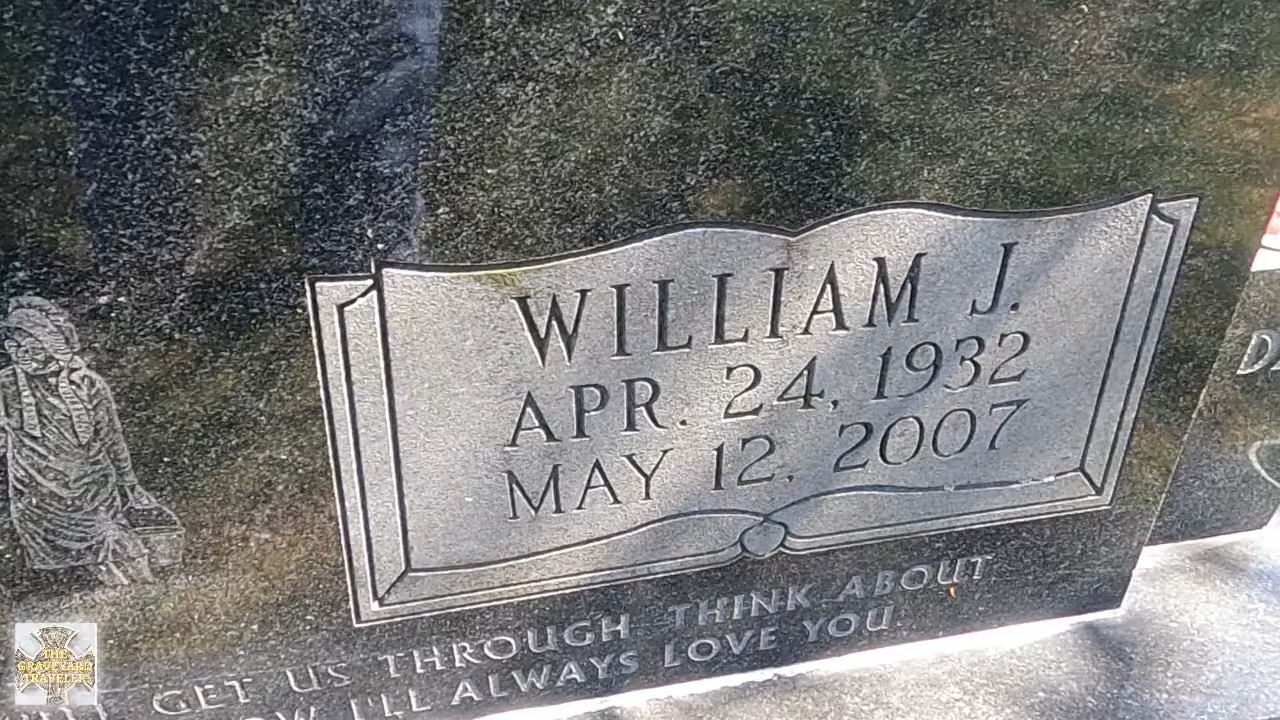 WILLIAM J.
APR. 24, 1932
MAY 12, 2007
GET US THROUGH THINK ABOUT
I'LL ALWAYS LOVE YOU
THE
GRAVEYARD
TRAVELER